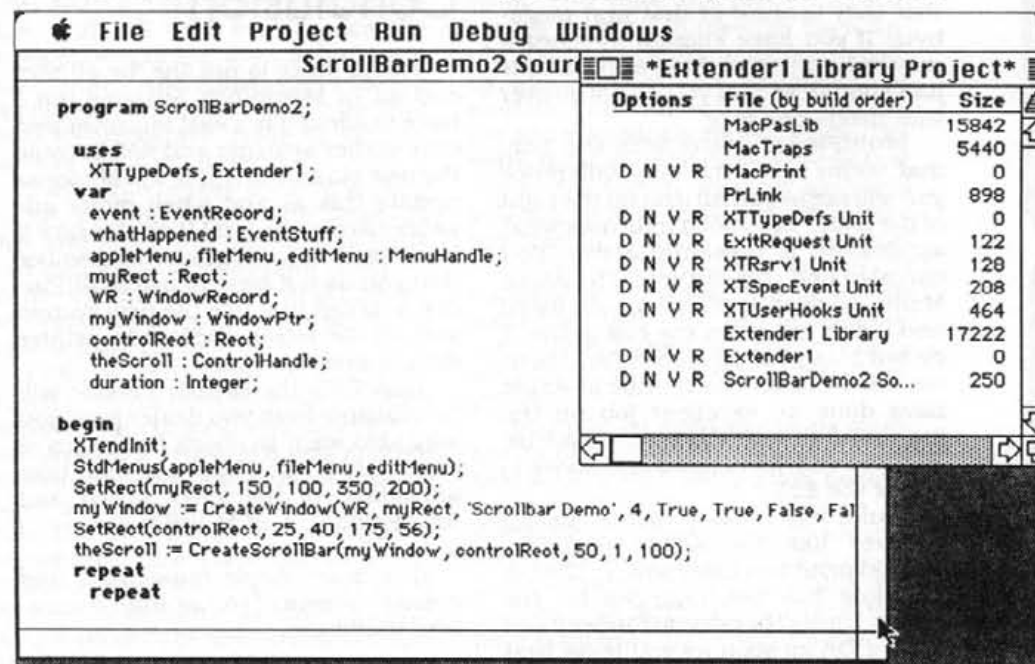 File Edit Project Run Debug Windows
ScrollBarDemo2 Sour
program ScrollBarDemo2;
uses
XTTypeDefs, Extender1;
var
event : EventRecord;
whatHappened : EventStuff;
appleMenu, fileMenu, editMenu : MenuHandle;
myRect : Rect;
WR : WindowRecord;
myWindow : WindowPtr;
controlRect : Rect;
theScroll : ControlHandle;
duration : Integer;
begin
XTendInit;
StdMenus(appleMenu, fileMenu, editMenu);
SetRect(myRect, 150, 100, 350, 200);
myWindow := CreateWindow(WR, myRect, 'Scrollbar Demo', 4, True, True, False, Fal
SetRect(controlRect, 25, 40, 175, 56);
theScroll := CreateScrollBar(myWindow, controlRect, 50, 1, 100);
repeat
repeat
*Extender1 Library Project*
Options File (by build order) Size
MacPasLib 15842
MacTraps 5440
D N V R MacPrint 0
PrLink 898
D N V R XTTypeDefs Unit 0
D N V R ExitRequest Unit 122
D N V R XTRsrv1 Unit 128
D N V R XTSpecEvent Unit 208
D N V R XTUserHooks Unit 464
Extender1 Library 17222
D N V R Extender1 0
D N V R ScrollBarDemo2 So... 250